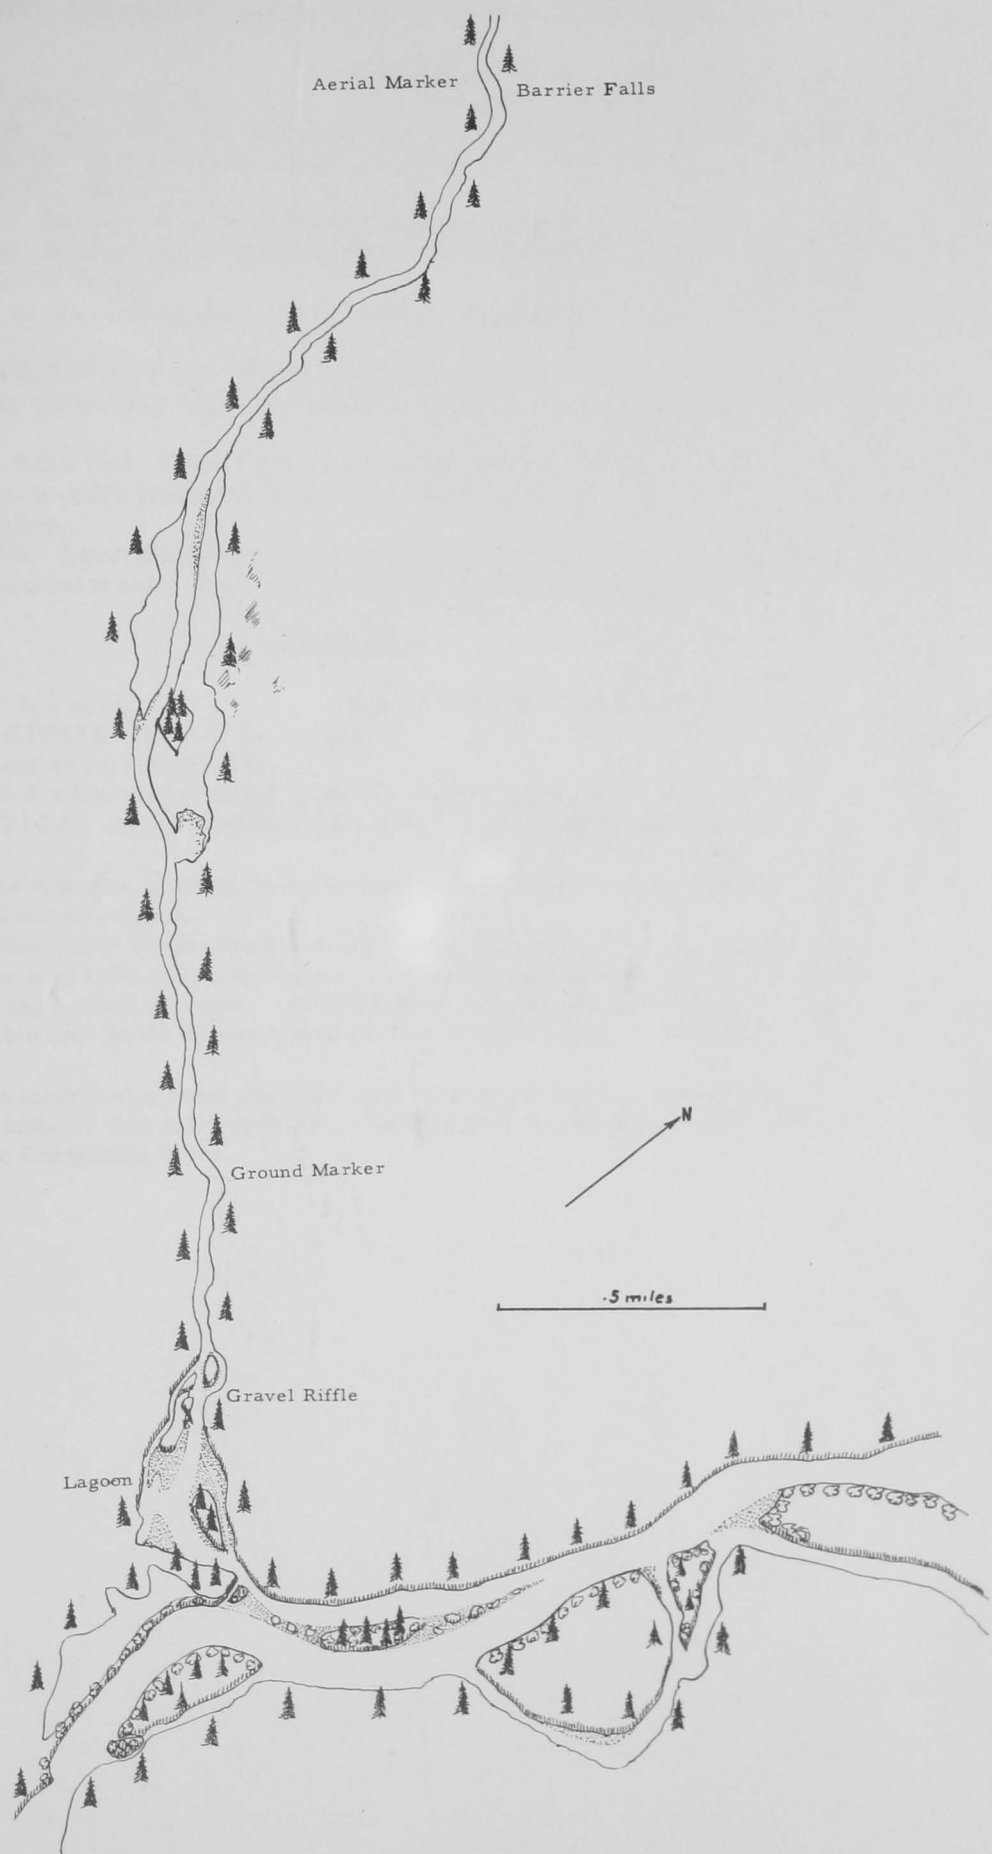 Aerial Marker
Barrier Falls
N
Ground Marker
.5 miles
Gravel Riffle
Lagoon